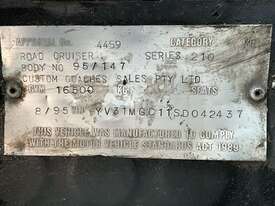 APPROVAL No. 4459 CATEGORY
ROAD CRUISER SERIES 210
BODY NO 95/147
CUSTOM COACHES SALES PTY LTD
GVM 16500 KG SEATS
8/95 YV31MGC11SD042437
THIS VEHICLE WAS MANUFACTURED TO COMPLY
WITH THE MOTOR VEHICLE STANDARDS ACT 1989